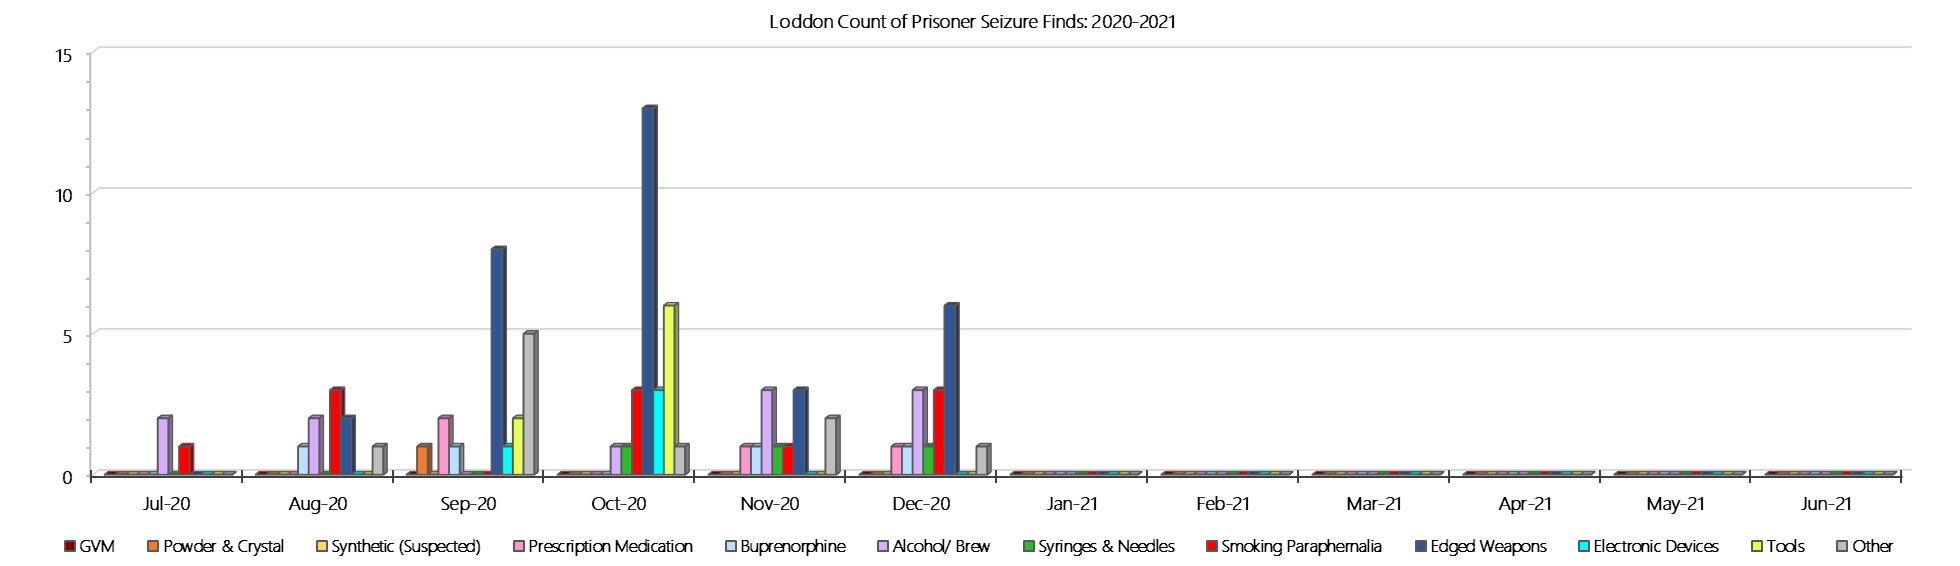 Loddon Count of Prisoner Seizure Finds: 2020-2021
15
10
5
0
Jul-20 Aug-20 Sep-20 Oct-20 Nov-20 Dec-20 Jan-21 Feb-21 Mar-21 Apr-21 May-21 Jun-21
GVM Powder & Crystal Synthetic (Suspected) Prescription Medication Buprenorphine Alcohol/ Brew Syringes & Needles Smoking Paraphernalia Edged Weapons Electronic Devices Tools Other